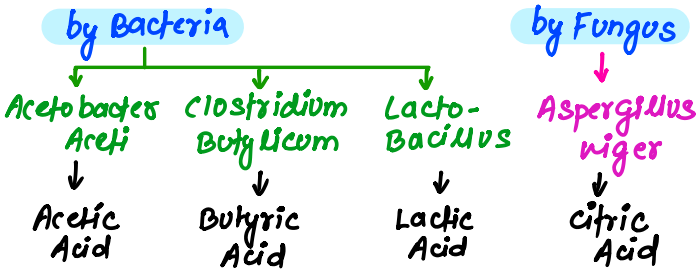 by Bacteria
by Fungus
Acetobacter
Aceti
Clostridium
Butylicum
Lacto-
Bacillus
Aspergillus
niger
Acetic
Acid
Butyric
Acid
Lactic
Acid
Citric
Acid